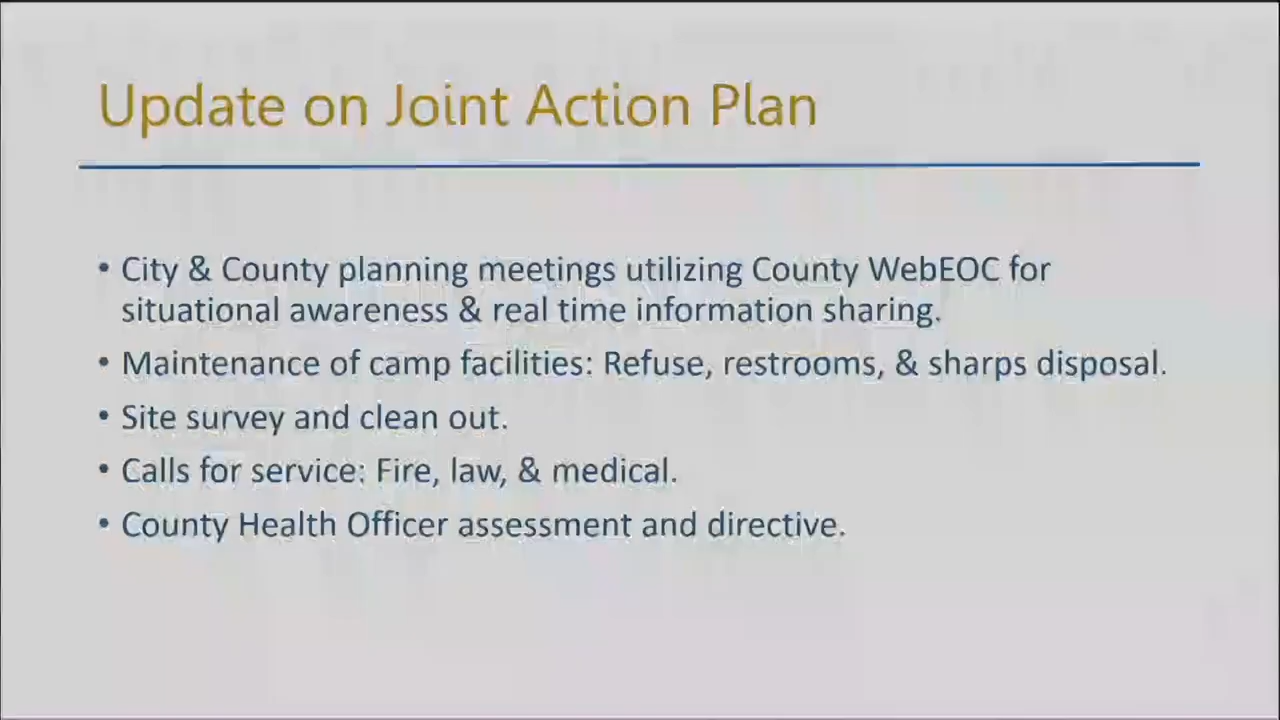 Update on Joint Action Plan
• City & County planning meetings utilizing County WebEOC for
situational awareness & real time information sharing.
• Maintenance of camp facilities: Refuse, restrooms, & sharps disposal.
• Site survey and clean out.
• Calls for service: Fire, law, & medical.
• County Health Officer assessment and directive.